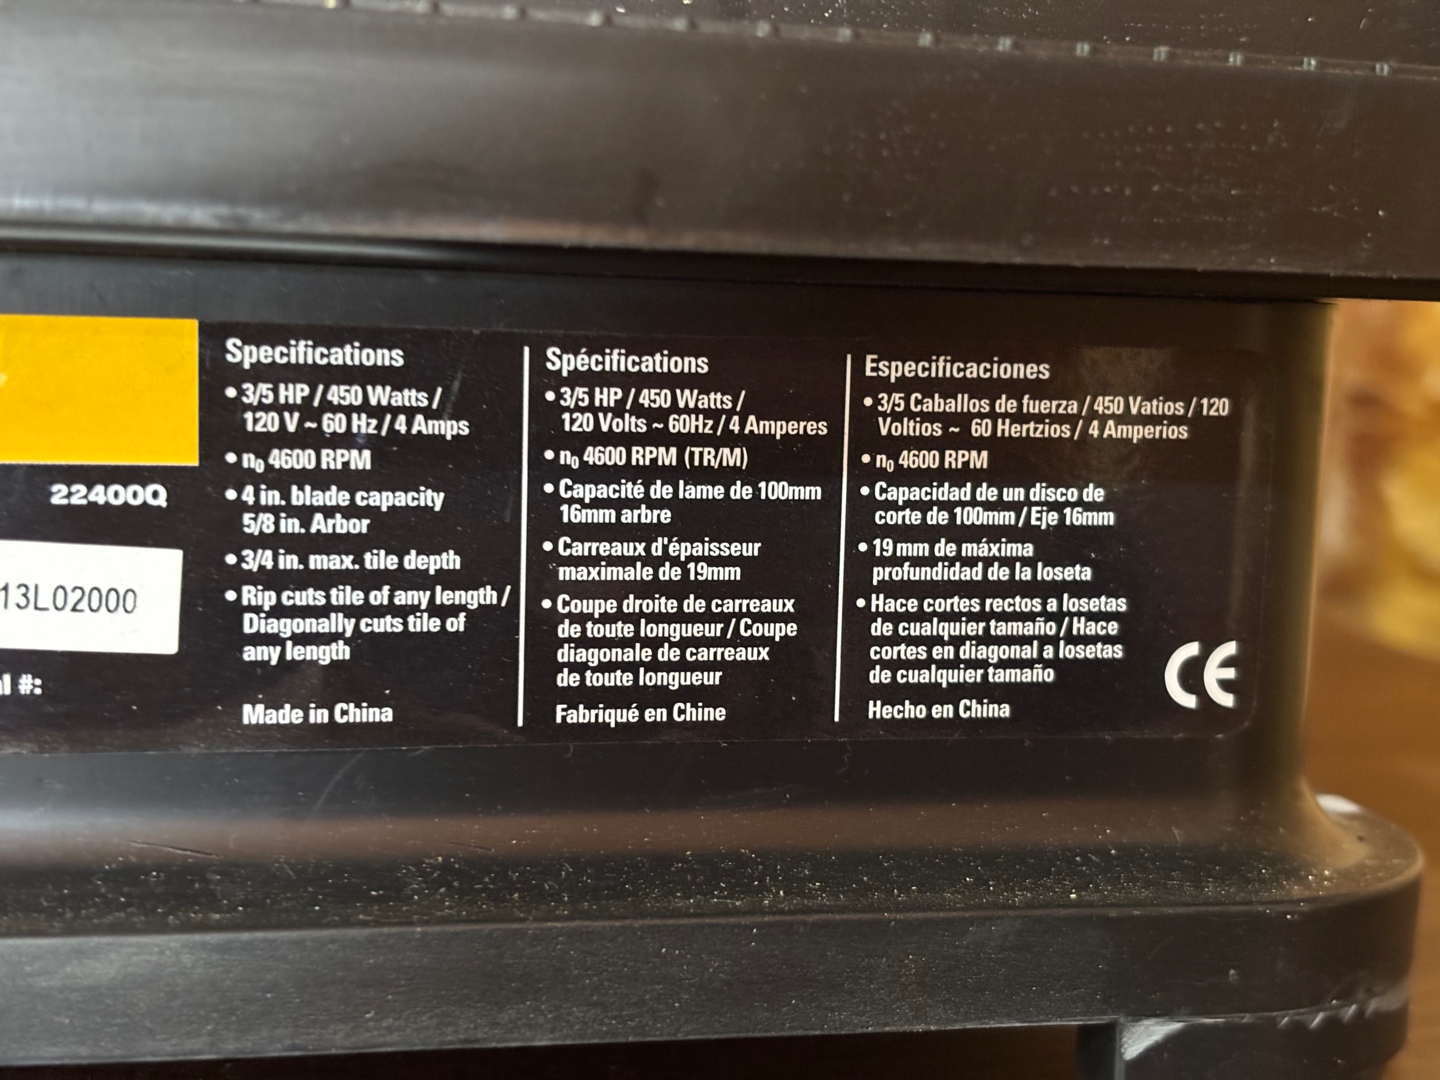 22400Q
13L02000
al #:
Specifications
• 3/5 HP / 450 Watts /
120 V ~ 60 Hz / 4 Amps
• n₀ 4600 RPM
• 4 in. blade capacity
5/8 in. Arbor
• 3/4 in. max. tile depth
• Rip cuts tile of any length /
Diagonally cuts tile of
any length
Made in China
Spécifications
• 3/5 HP / 450 Watts /
120 Volts ~ 60Hz / 4 Amperes
• n₀ 4600 RPM (TR/M)
• Capacité de lame de 100mm
16mm arbre
• Carreaux d'épaisseur
maximale de 19mm
• Coupe droite de carreaux
de toute longueur / Coupe
diagonale de carreaux
de toute longueur
Fabriqué en Chine
Especificaciones
• 3/5 Caballos de fuerza / 450 Vatios / 120
Voltios ~ 60 Hertzios / 4 Amperios
• n₀ 4600 RPM
• Capacidad de un disco de
corte de 100mm / Eje 16mm
• 19 mm de máxima
profundidad de la loseta
• Hace cortes rectos a losetas
de cualquier tamaño / Hace
cortes en diagonal a losetas
de cualquier tamaño
Hecho en China
CE